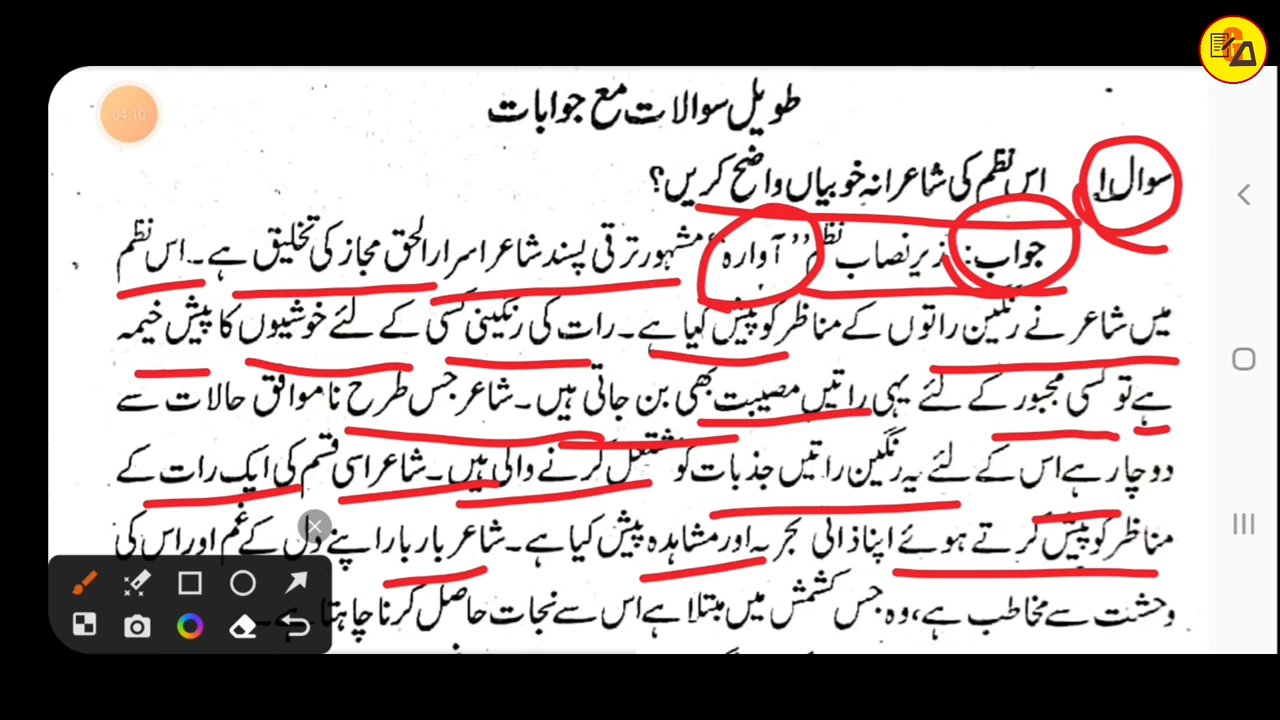 04:10
طویل سوالات مع جوابات
سوال ا۔ اس نظم کی شاعرانہ خوبیاں واضح کریں؟
جواب: زیر نصاب نظم ’’آوارہ‘‘ مشہور ترقی پسند شاعر اسرارالحق مجاز کی تخلیق ہے۔ اس نظم
میں شاعر نے رنگین راتوں کے مناظر کو پیش کیا ہے۔ رات کی رنگینی کسی کے لئے خوشیوں کا پیش خیمہ
ہے تو کسی مجبور کے لئے یہی راتیں مصیبت بھی بن جاتی ہیں۔ شاعر جس طرح ناموافق حالات سے
دوچار ہے اس کے لئے یہ رنگین راتیں جذبات کو مشتعل کرنے والی ہیں۔ شاعر اسی قسم کی ایک رات کے
مناظر کو پیش کرتے ہوئے اپنا ذاتی تجربہ اور مشاہدہ پیش کیا ہے۔ شاعر بار بار اپنے دل کے غم اور اس کی
وحشت سے مخاطب ہے، وہ جس کشمش میں مبتلا ہے اس سے نجات حاصل کرنا چاہتا ہے۔